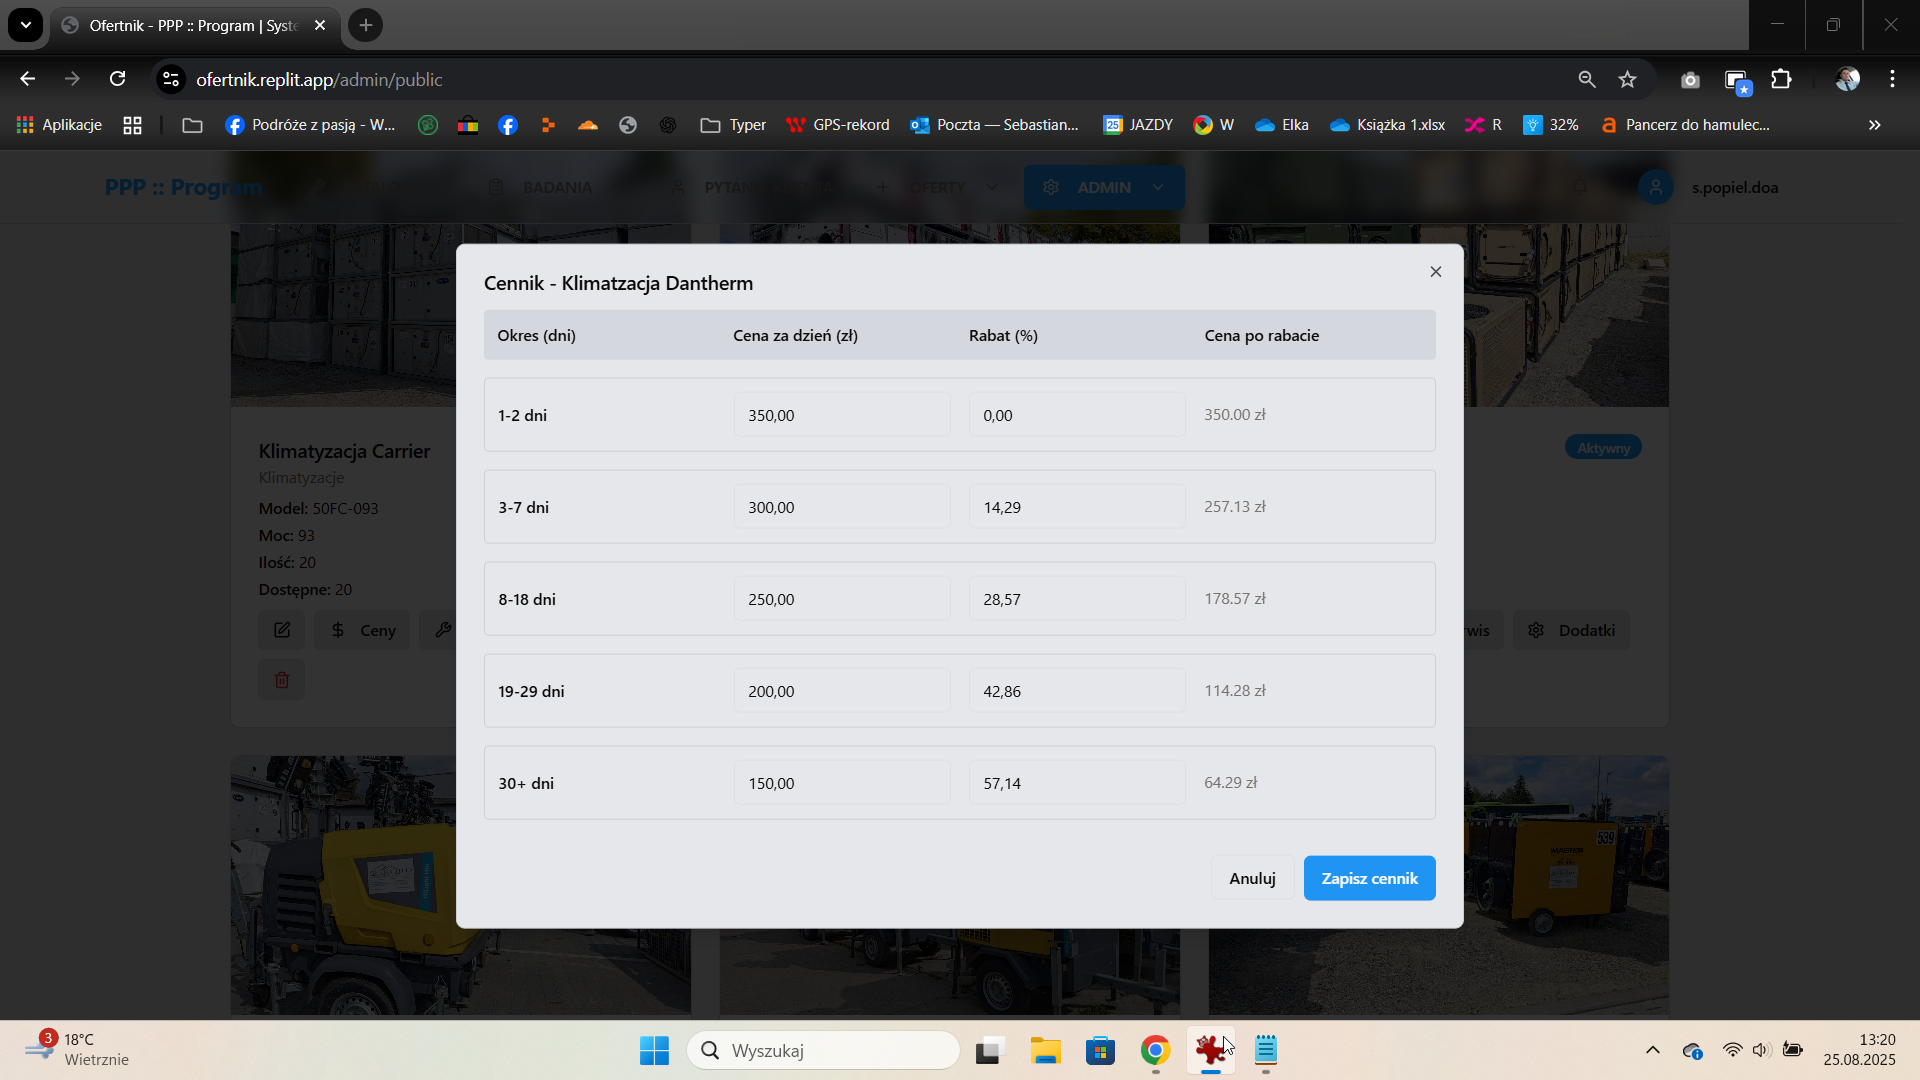 Ofertnik - PPP :: Program | Syst
ofertnik.replit.app/admin/public
Aplikacje
Podróże z pasją - W...
Typer
GPS-rekord
Poczta — Sebastian...
25
JAZDY
W
Elka
Książka 1.xlsx
R
32%
Pancerz do hamulec...
PPP :: Program
BADANIA
OFERTY
ADMIN
s.popiel.doa
Cennik - Klimatzacja Dantherm
Okres (dni) Cena za dzień (zł) Rabat (%) Cena po rabacie
1-2 dni 350,00 0,00 350.00 zł
3-7 dni 300,00 14,29 257.13 zł
8-18 dni 250,00 28,57 178.57 zł
19-29 dni 200,00 42,86 114.28 zł
30+ dni 150,00 57,14 64.29 zł
Anuluj
Zapisz cennik
Klimatyzacja Carrier
Klimatyzacje
Model: 50FC-093
Moc: 93
Ilość: 20
Dostępne: 20
Ceny
Aktywny
wis
Dodatki
539
MASTER
3
18°C
Wietrznie
Wyszukaj
13:20
25.08.2025